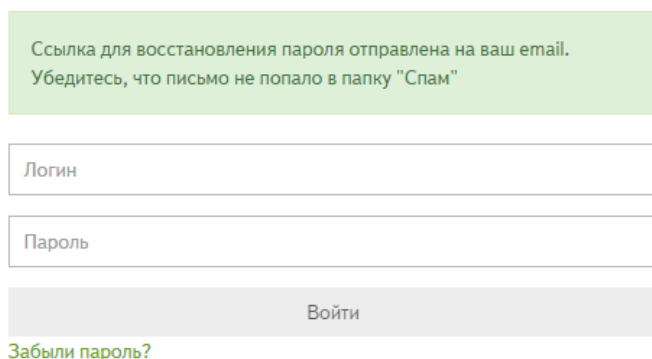 Ссылка для восстановления пароля отправлена на ваш email.
Убедитесь, что письмо не попало в папку "Спам"
Логин
Пароль
Войти
Забыли пароль?